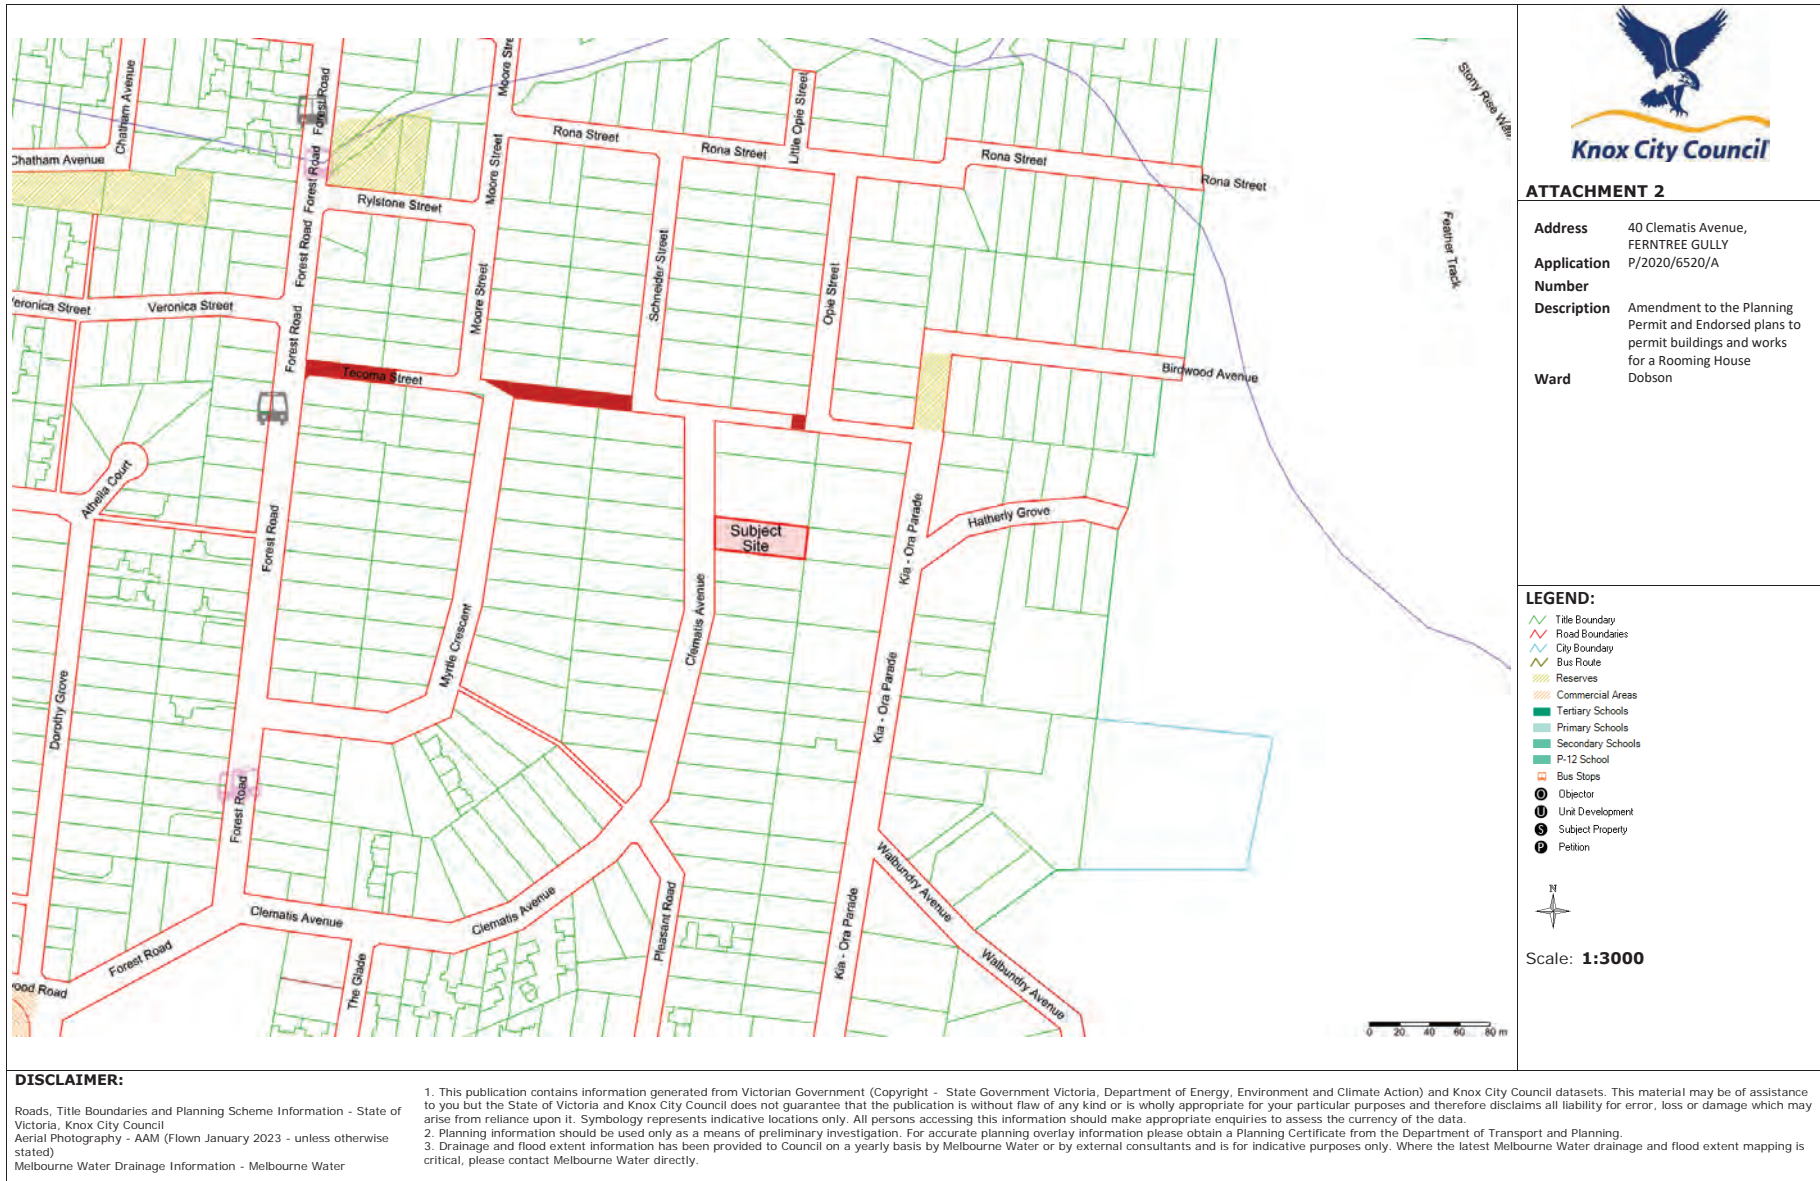 Chatham Avenue
Chatham Avenue
Forest Road
Forest Road
Forest Road
Forest Road
Forest Road
Forest Road
Forest Road
Moore Stre
Moore Street
Moore Street
Rona Street
Rona Street
Rona Street
Rona Street
Little Opie Street
Rylstone Street
Schneider Street
Opie Street
Stony Rise Wal
Feather Track
Veronica Street
Veronica Street
Tecoma Street
Birdwood Avenue
Athella Court
Subject
Site
Hatherly Grove
Kia - Ora Parade
Kia - Ora Parade
Kia - Ora Parade
Clematis Avenue
Myrtle Crescent
Dorothy Grove
Clematis Avenue
Clematis Avenue
Pleasant Road
The Glade
Walbundry Avenue
Walbundry Avenue
ood Road
0 20 40 60 80 m
Knox City Council
ATTACHMENT 2
Address 40 Clematis Avenue,
FERNTREE GULLY
Application P/2020/6520/A
Number
Description Amendment to the Planning
Permit and Endorsed plans to
permit buildings and works
for a Rooming House
Ward Dobson
LEGEND:
Title Boundary
Road Boundaries
City Boundary
Bus Route
Reserves
Commercial Areas
Tertiary Schools
Primary Schools
Secondary Schools
P-12 School
Bus Stops
O Objector
U Unit Development
S Subject Property
P Petition
N
Scale: 1:3000
DISCLAIMER:
Roads, Title Boundaries and Planning Scheme Information - State of
Victoria, Knox City Council
Aerial Photography - AAM (Flown January 2023 - unless otherwise
stated)
Melbourne Water Drainage Information - Melbourne Water
1. This publication contains information generated from Victorian Government (Copyright - State Government Victoria, Department of Energy, Environment and Climate Action) and Knox City Council datasets. This material may be of assistance
to you but the State of Victoria and Knox City Council does not guarantee that the publication is without flaw of any kind or is wholly appropriate for your particular purposes and therefore disclaims all liability for error, loss or damage which may
arise from reliance upon it. Symbology represents indicative locations only. All persons accessing this information should make appropriate enquiries to assess the currency of the data.
2. Planning information should be used only as a means of preliminary investigation. For accurate planning overlay information please obtain a Planning Certificate from the Department of Transport and Planning.
3. Drainage and flood extent information has been provided to Council on a yearly basis by Melbourne Water or by external consultants and is for indicative purposes only. Where the latest Melbourne Water drainage and flood extent mapping is
critical, please contact Melbourne Water directly.